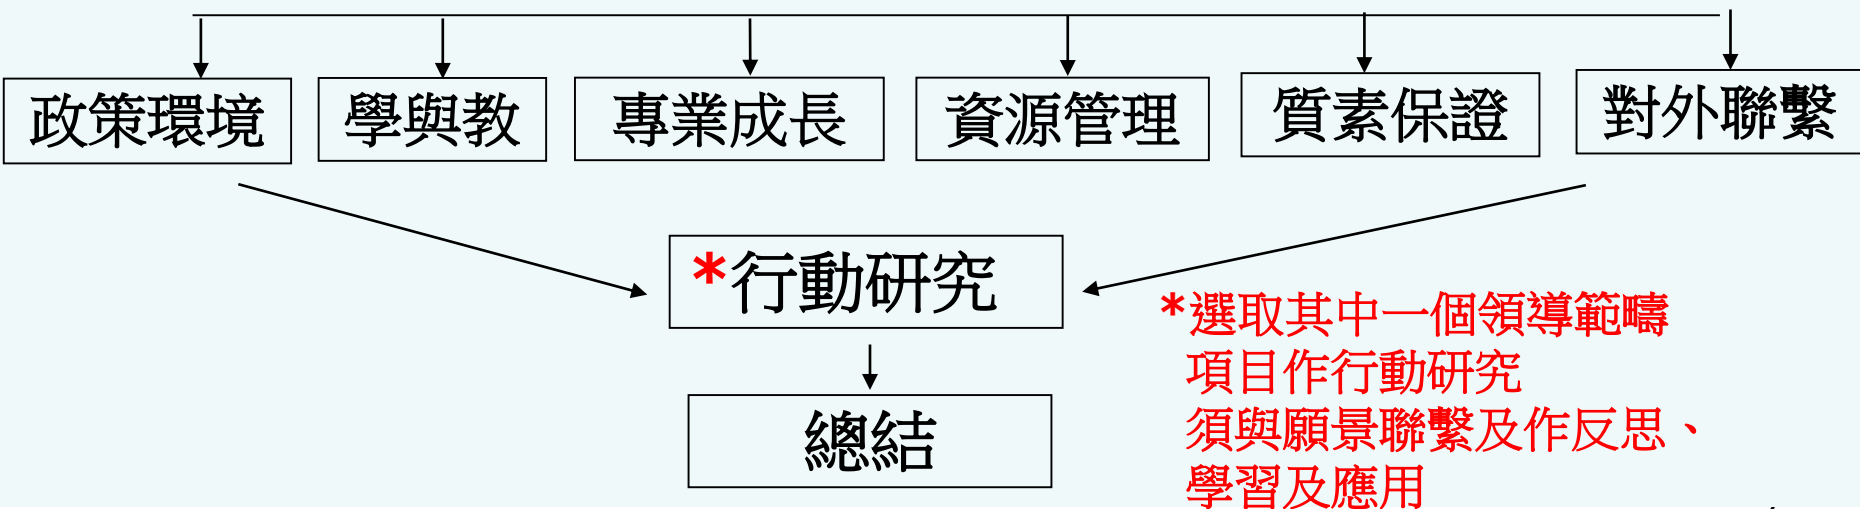 政策環境
學與教
專業成長
資源管理
質素保證
對外聯繫
*行動研究
*選取其中一個領導範疇
項目作行動研究
須與願景聯繫及作反思、
學習及應用
總結